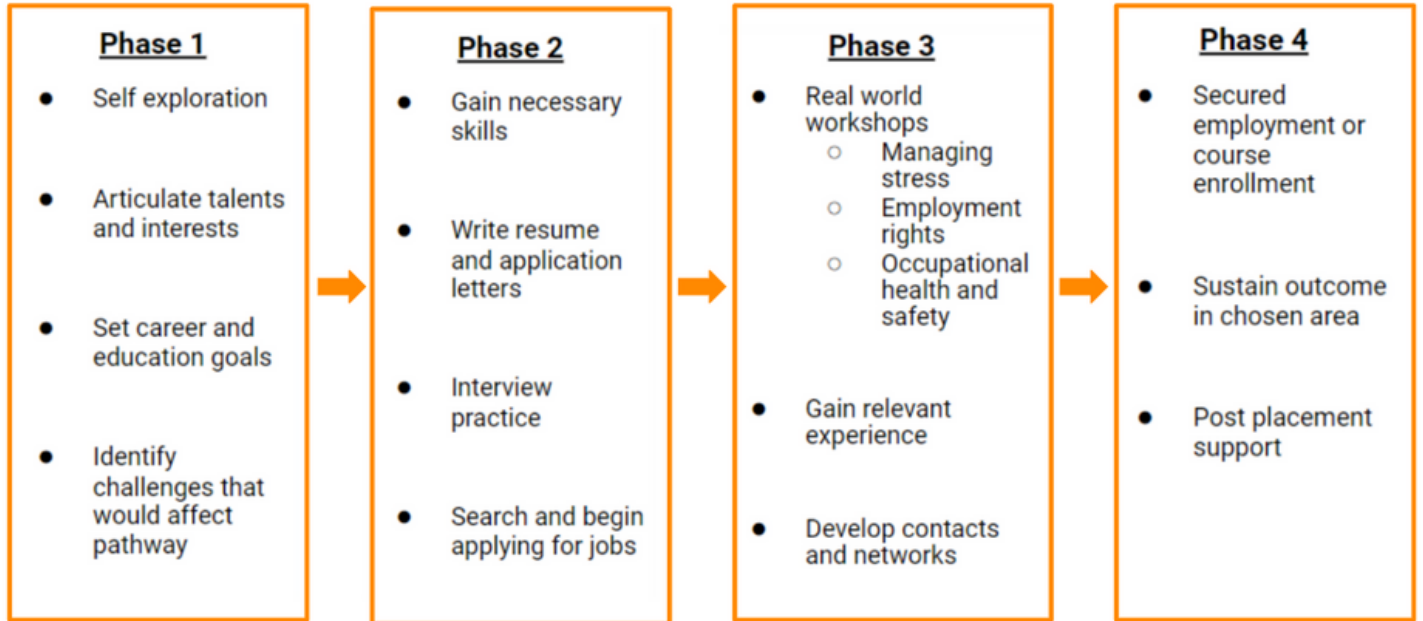 Phase 1
● Self exploration
● Articulate talents
and interests
● Set career and
education goals
● Identify
challenges that
would affect
pathway
Phase 2
● Gain necessary
skills
● Write resume
and application
letters
● Interview
practice
● Search and begin
applying for jobs
Phase 3
● Real world
workshops
○ Managing
stress
○ Employment
rights
○ Occupational
health and
safety
● Gain relevant
experience
● Develop contacts
and networks
Phase 4
● Secured
employment or
course
enrollment
● Sustain outcome
in chosen area
● Post placement
support